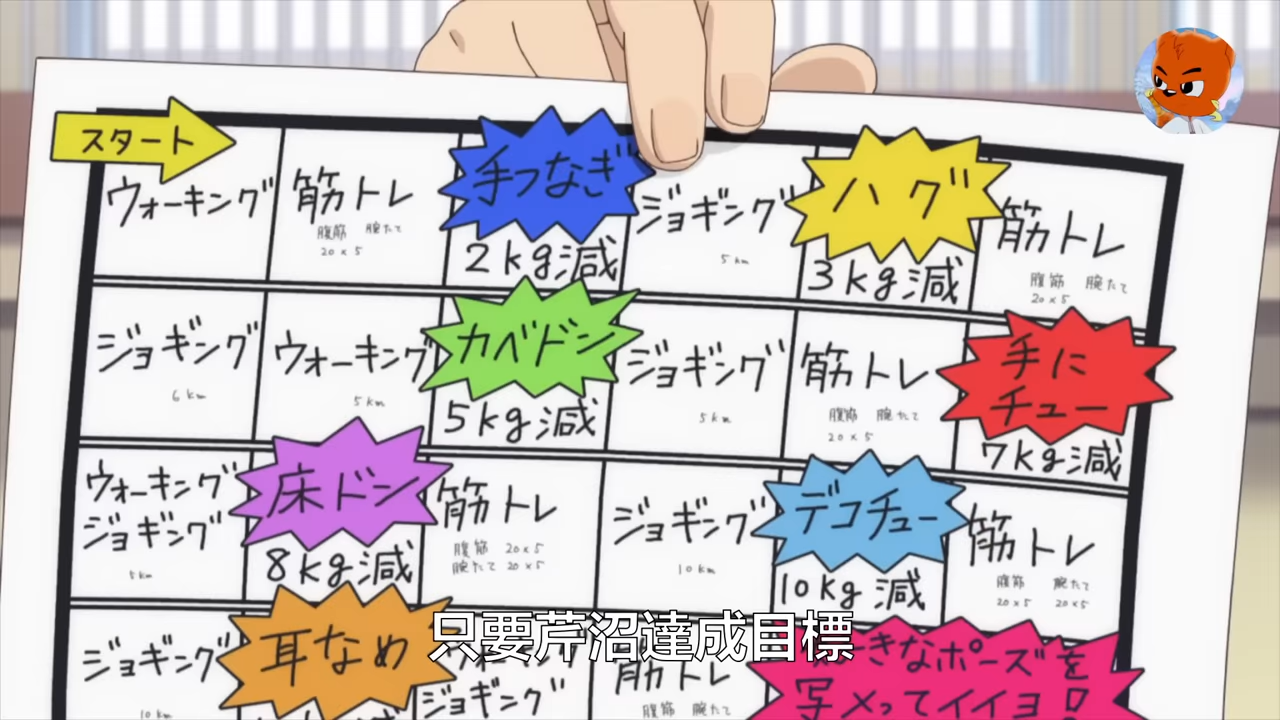 スタート
ウォーキング
筋トレ
腹筋 腕たて
20×5
手つなぎ
2kg減
ジョギング
5km
ハグ
3kg減
筋トレ
腹筋 腕たて
20×5
ジョギング
6km
ウォーキング
5km
カベドン
5kg減
ジョギング
5km
筋トレ
腹筋 腕たて
20×5
手に
チュー
7kg減
ウォーキング
ジョギング
5km
床ドン
8kg減
筋トレ
腹筋 20×5
腕たて 20×5
ジョギング
10km
デコチュー
10kg減
筋トレ
腹筋 腕たて
20×5 20×5
ジョギング
10km
耳なめ
ジョギング
筋トレ
腹筋 腕たて
きなポーズを
写メってイイヨ!
只要芹沼達成目標